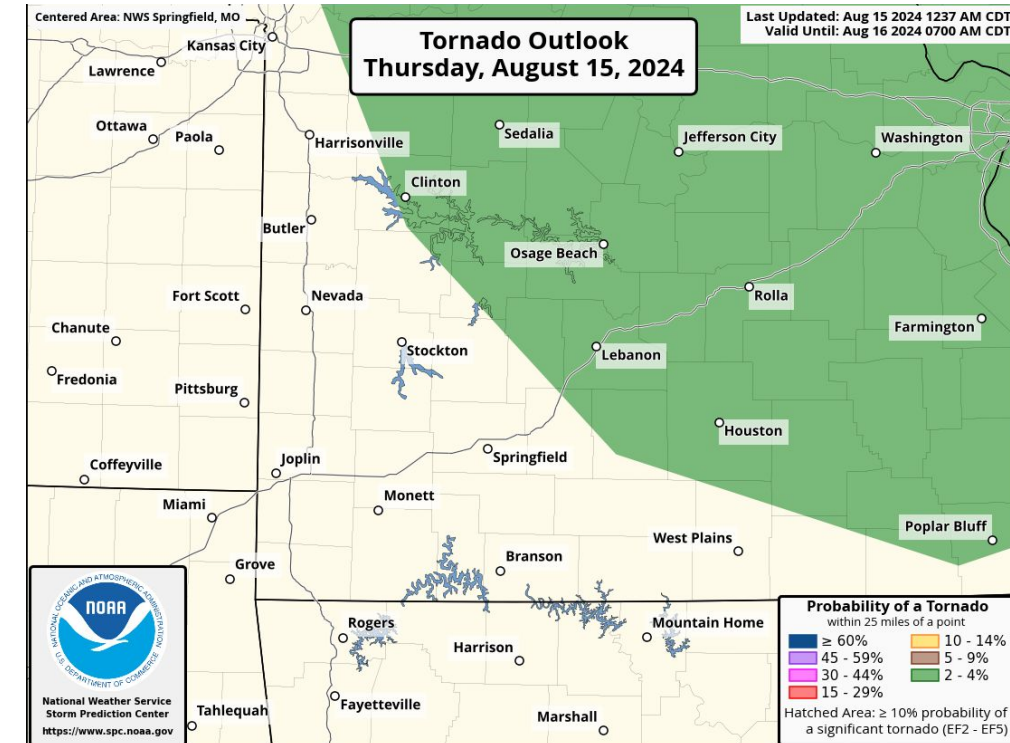 Centered Area: NWS Springfield, MO
Tornado Outlook
Thursday, August 15, 2024
Last Updated: Aug 15 2024 1237 AM CDT
Valid Until: Aug 16 2024 0700 AM CDT
Kansas City
Lawrence
Ottawa
Paola
Harrisonville
Sedalia
Jefferson City
Washington
Clinton
Butler
Osage Beach
Fort Scott
Nevada
Rolla
Chanute
Farmington
Stockton
Lebanon
Fredonia
Pittsburg
Houston
Coffeyville
Joplin
Springfield
Miami
Monett
Poplar Bluff
West Plains
Grove
Branson
Rogers
Mountain Home
Harrison
Fayetteville
Tahlequah
Marshall
NATIONAL OCEANIC AND ATMOSPHERIC ADMINISTRATION
NOAA
U.S. DEPARTMENT OF COMMERCE
National Weather Service
Storm Prediction Center
https://www.spc.noaa.gov
Probability of a Tornado
within 25 miles of a point
≥ 60%
10 - 14%
45 - 59%
5 - 9%
30 - 44%
2 - 4%
15 - 29%
Hatched Area: ≥ 10% probability of
a significant tornado (EF2 - EF5)